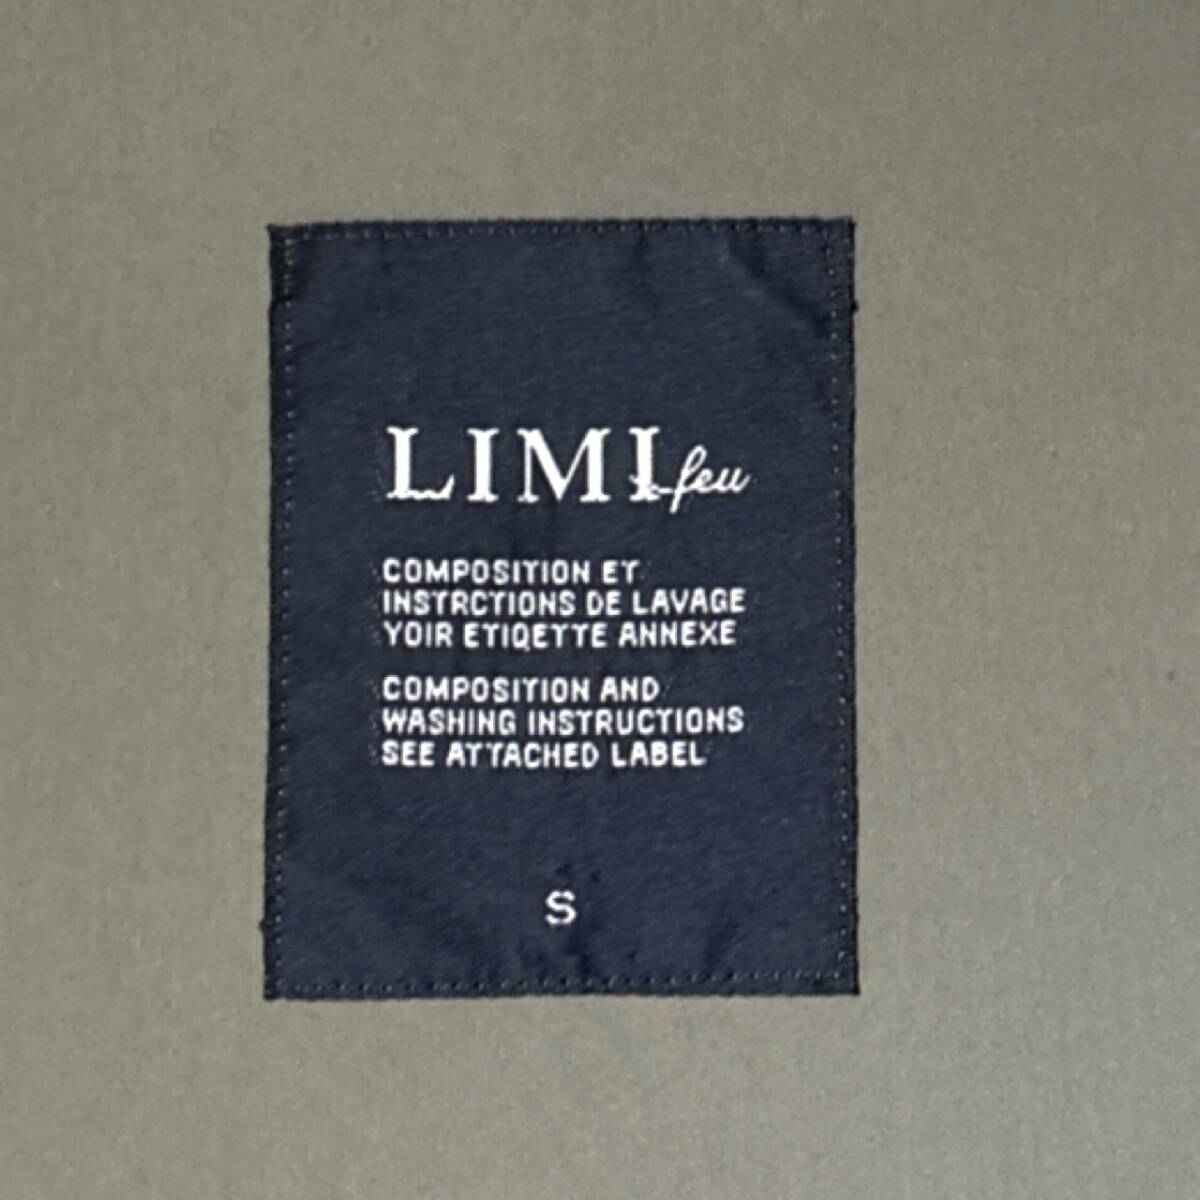 LIMI feu
COMPOSITION ET
INSTRCTIONS DE LAVAGE
YOIR ETIQETTE ANNEXE
COMPOSITION AND
WASHING INSTRUCTIONS
SEE ATTACHED LABEL
S